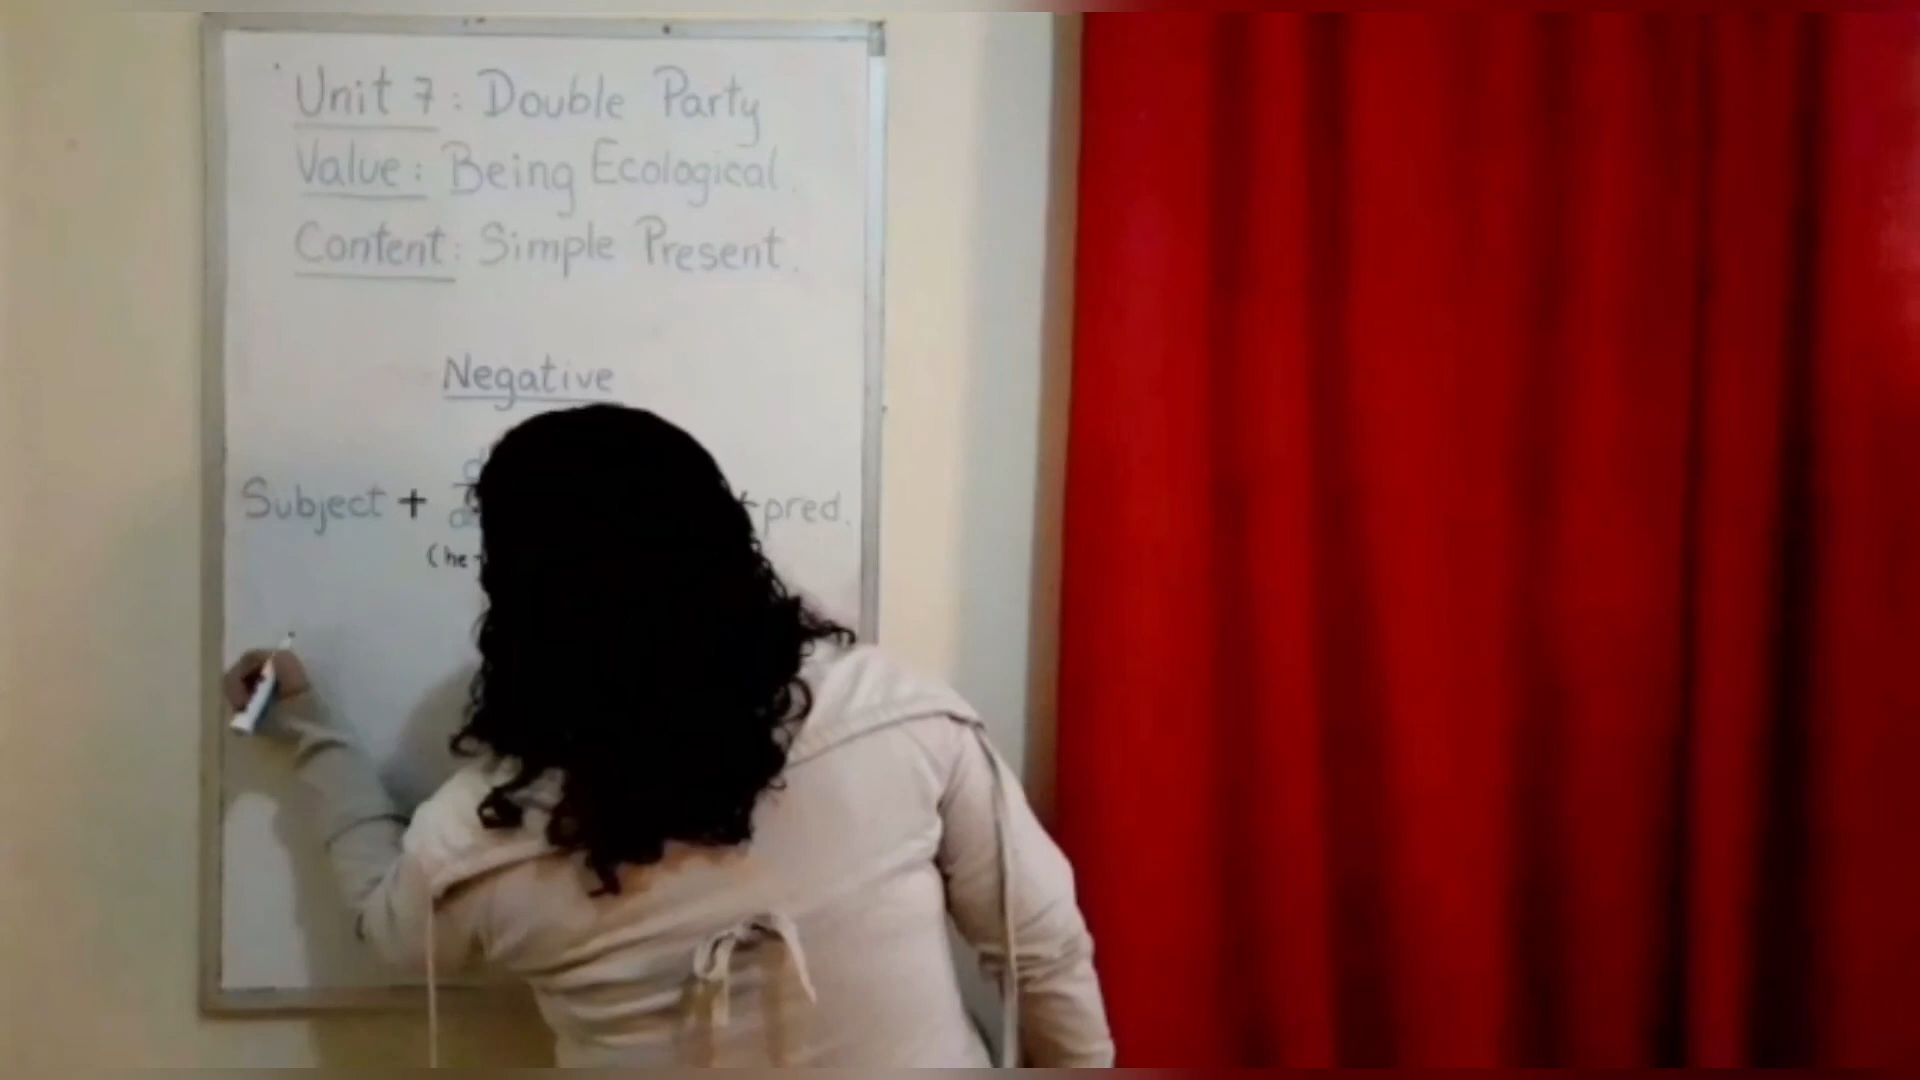 Unit 7: Double Party
Value: Being Ecological.
Content: Simple Present.
Negative
Subject +
+ pred.
(he